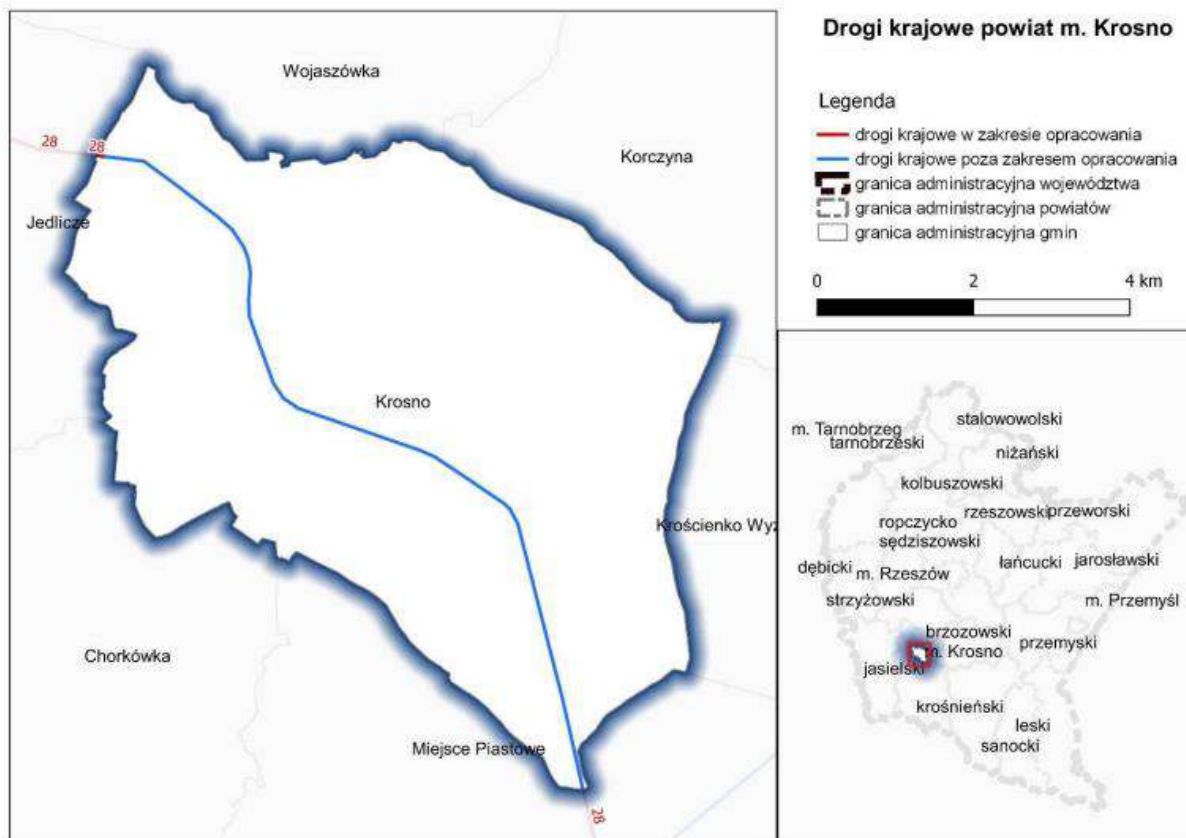 Drogi krajowe powiat m. Krosno
Legenda
drogi krajowe w zakresie opracowania
drogi krajowe poza zakresem opracowania
granica administracyjna województwa
granica administracyjna powiatów
granica administracyjna gmin
0 2 4 km
Wojaszówka
28 28
Korczyna
Jedlicze
Krosno
Krościenko Wyż
Chorkówka
Miejsce Piastowe
28
stalowowolski
m. Tarnobrzeg
tarnobrzeski
niżański
kolbuszowski
rzeszowski przeworski
ropczycko
sędziszowski
łańcucki jarosławski
dębicki
m. Rzeszów
strzyżowski
m. Przemyśl
brzozowski
przemyski
m. Krosno
jasielski
krośnieński
leski
sanocki